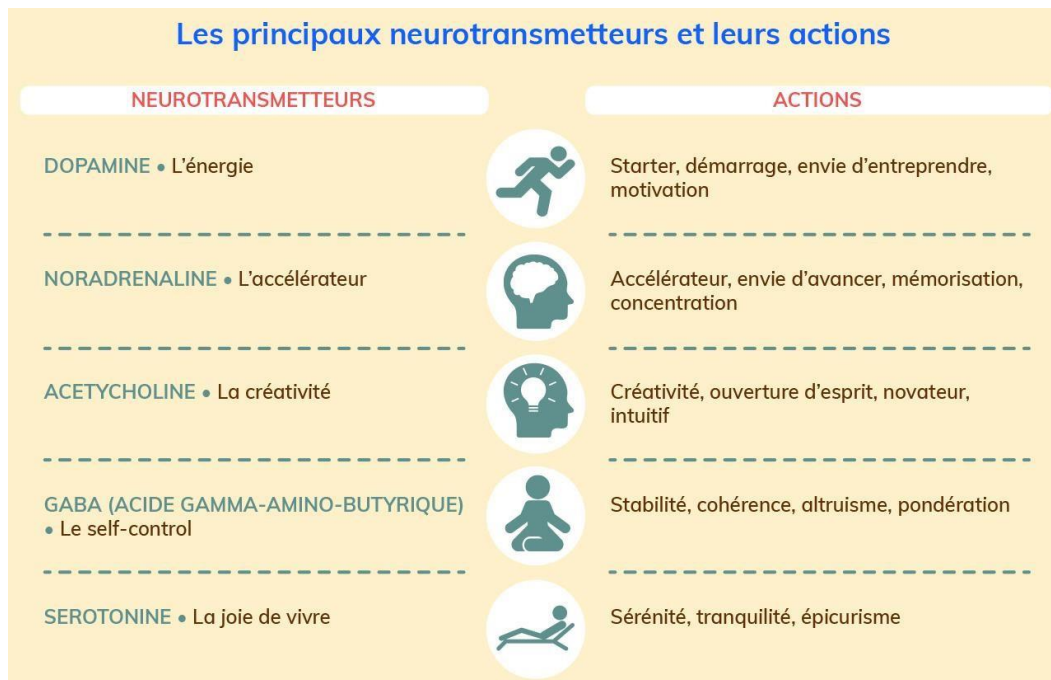 Les principaux neurotransmetteurs et leurs actions
NEUROTRANSMETTEURS
ACTIONS
DOPAMINE • L'énergie
Starter, démarrage, envie d'entreprendre,
motivation
NORADRENALINE • L'accélérateur
Accélérateur, envie d'avancer, mémorisation,
concentration
ACETYCHOLINE • La créativité
Créativité, ouverture d'esprit, novateur,
intuitif
GABA (ACIDE GAMMA-AMINO-BUTYRIQUE)
• Le self-control
Stabilité, cohérence, altruisme, pondération
SEROTONINE • La joie de vivre
Sérénité, tranquilité, épicurisme